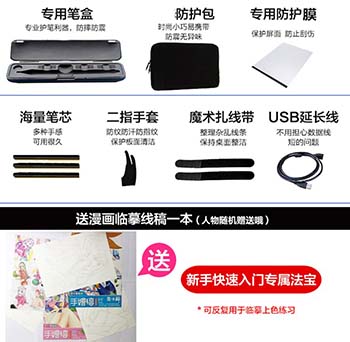 专用笔盒
专业护笔利器，防摔防震
防护包
时尚小巧易携带
防震无异味
专用防护膜
保护屏面 防止刮伤
海量笔芯
多种手感
可用很久
二指手套
防纹防汗防指纹
保护板面清洁
魔术扎线带
整理杂乱线条
保持桌面整洁
USB延长线
不用担心数据线
短的问题
送漫画临摹线稿一本（人物随机赠送哦）
送
新手快速入门专属法宝
*可反复用于临摹上色练习